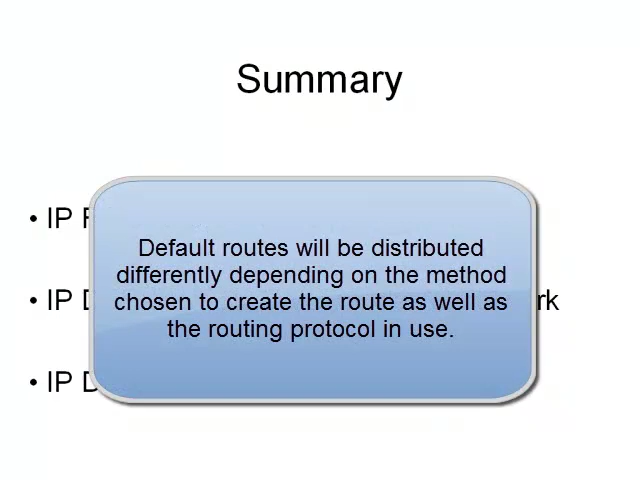 Summary
• IP
Default routes will be distributed
differently depending on the method
chosen to create the route as well as
the routing protocol in use.
• IP
• IP